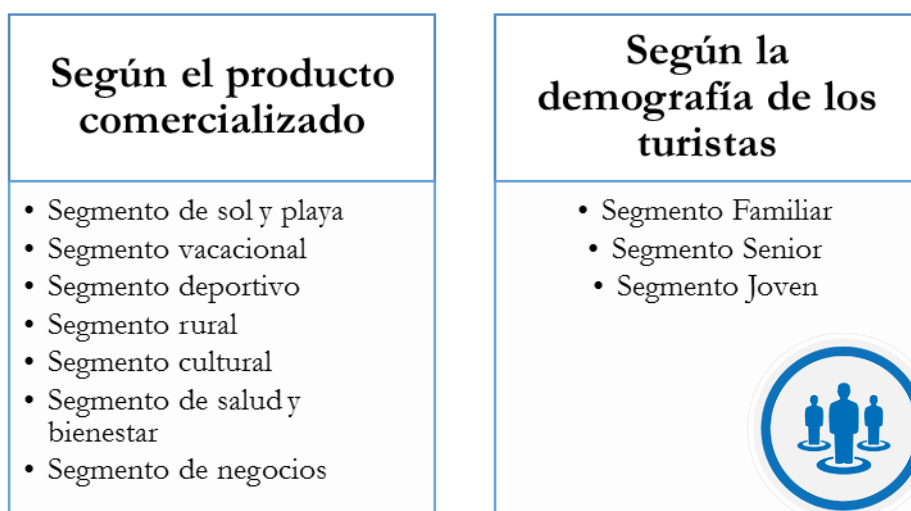 Según el producto
comercializado
• Segmento de sol y playa
• Segmento vacacional
• Segmento deportivo
• Segmento rural
• Segmento cultural
• Segmento de salud y
bienestar
• Segmento de negocios
Según la
demografía de los
turistas
• Segmento Familiar
• Segmento Senior
• Segmento Joven